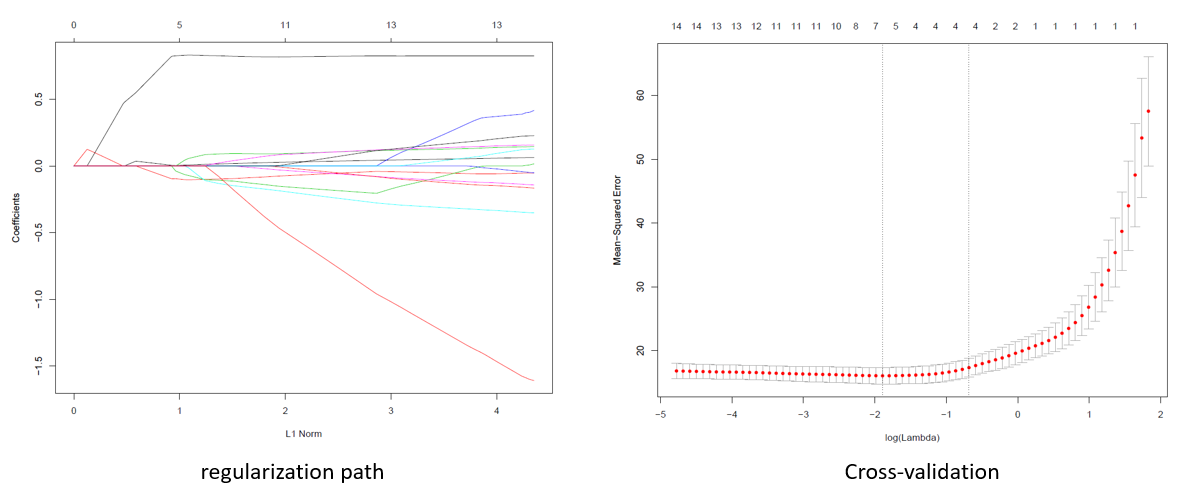 0 5 11 13 13
Coefficients
0.5
0.0
−0.5
−1.0
−1.5
0 1 2 3 4
L1 Norm
regularization path
14 14 13 13 12 11 11 11 10 8 7 5 4 4 4 4 2 2 1 1 1 1 1 1
Mean−Squared Error
60
50
40
30
20
−5 −4 −3 −2 −1 0 1 2
log(Lambda)
Cross-validation